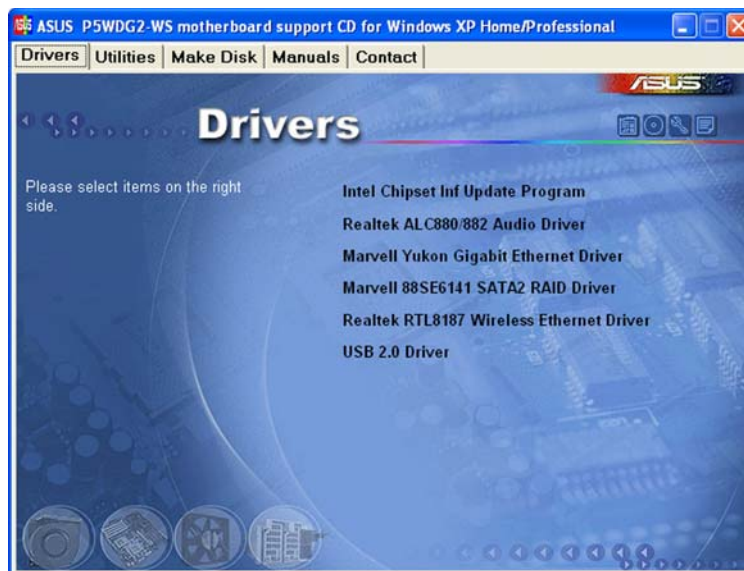 ASUS P5WDG2-WS motherboard support CD for Windows XP Home/Professional
Drivers Utilities Make Disk Manuals Contact
ASUS
Drivers
Please select items on the right
side.
Intel Chipset Inf Update Program
Realtek ALC880/882 Audio Driver
Marvell Yukon Gigabit Ethernet Driver
Marvell 88SE6141 SATA2 RAID Driver
Realtek RTL8187 Wireless Ethernet Driver
USB 2.0 Driver